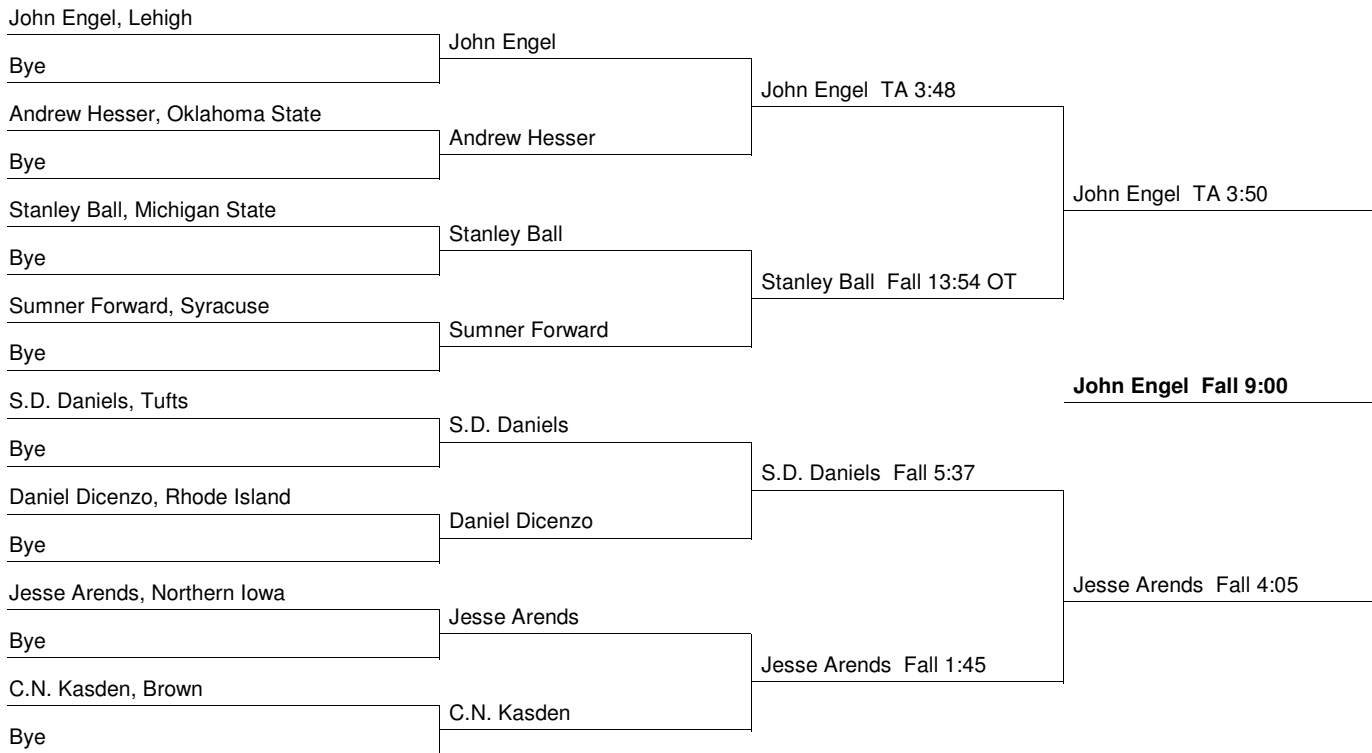 John Engel, Lehigh
Bye
Andrew Hesser, Oklahoma State
Bye
Stanley Ball, Michigan State
Bye
Sumner Forward, Syracuse
Bye
S.D. Daniels, Tufts
Bye
Daniel Dicenzo, Rhode Island
Bye
Jesse Arends, Northern Iowa
Bye
C.N. Kasden, Brown
Bye
John Engel
Andrew Hesser
Stanley Ball
Sumner Forward
S.D. Daniels
Daniel Dicenzo
Jesse Arends
C.N. Kasden
John Engel TA 3:48
Stanley Ball Fall 13:54 OT
S.D. Daniels Fall 5:37
Jesse Arends Fall 1:45
John Engel TA 3:50
John Engel Fall 9:00
Jesse Arends Fall 4:05